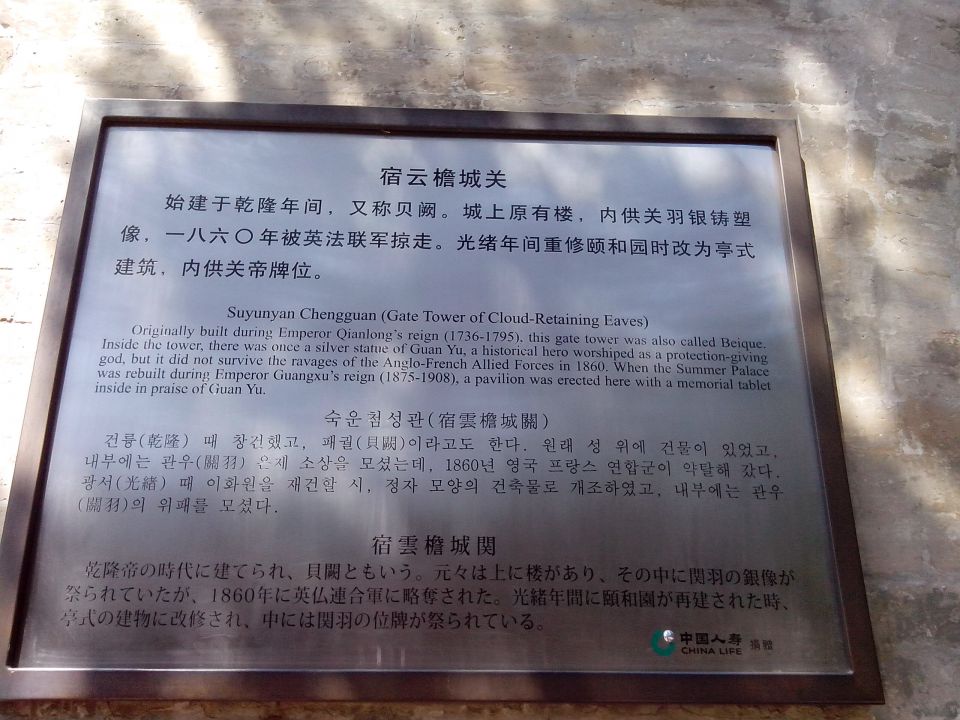 宿云檐城关
始建于乾隆年间，又称贝阙。城上原有楼，内供关羽银铸塑
像，一八六〇年被英法联军掠走。光绪年间重修颐和园时改为亭式
建筑，内供关帝牌位。
Suyunyan Chengguan (Gate Tower of Cloud-Retaining Eaves)
Originally built during Emperor Qianlong's reign (1736-1795), this gate tower was also called Beique.
Inside the tower, there was once a silver statue of Guan Yu, a historical hero worshiped as a protection-giving
god, but it did not survive the ravages of the Anglo-French Allied Forces in 1860. When the Summer Palace
was rebuilt during Emperor Guangxu's reign (1875-1908), a pavilion was erected here with a memorial tablet
inside in praise of Guan Yu.
숙운첨성관(宿雲檐城關)
건륭(乾隆) 때 창건했고, 패궐(貝闕)이라고도 한다. 원래 성 위에 건물이 있었고,
내부에는 관우(關羽) 은제 소상을 모셨는데, 1860년 영국 프랑스 연합군이 약탈해 갔다.
광서(光緖) 때 이화원을 재건할 시, 정자 모양의 건축물로 개조하였고, 내부에는 관우
(關羽)의 위패를 모셨다.
宿雲檐城関
乾隆帝の時代に建てられ、貝闕ともいう。元々は上に楼があり、その中に関羽の銀像が
祭られていたが、1860年に英仏連合軍に略奪された。光緒年間に頤和園が再建された時、
亭式の建物に改修され、中には関羽の位牌が祭られている。
中国人寿 捐赠
CHINA LIFE